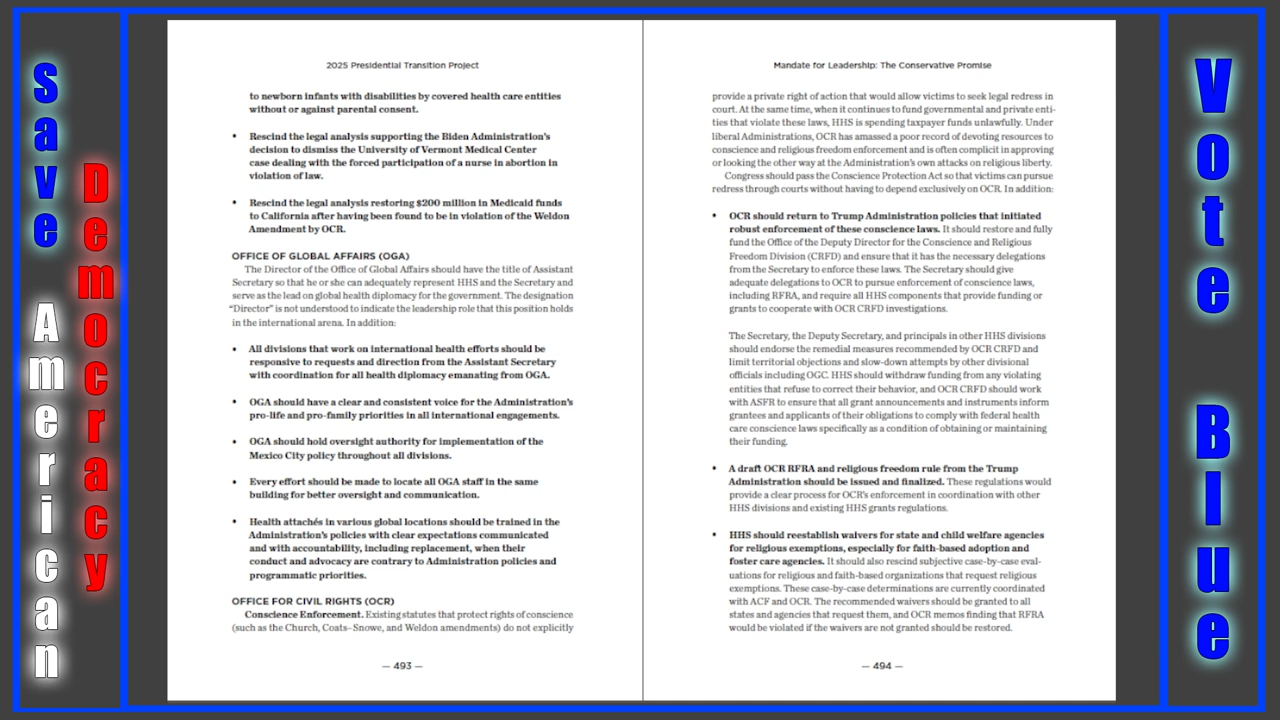 Save
American
Democracy
2025 Presidential Transition Project
to newborn infants with disabilities by covered health care entities
without or against parental consent.
• Rescind the legal analysis supporting the Biden Administration's
decision to dismiss the University of Vermont Medical Center
case dealing with the forced participation of a nurse in abortion in
violation of law.
• Rescind the legal analysis restoring $200 million in Medicaid funds
to California after having been found to be in violation of the Weldon
Amendment by OCR.
OFFICE OF GLOBAL AFFAIRS (OGA)
The Director of the Office of Global Affairs should have the title of Assistant
Secretary so that he or she can adequately represent HHS and the Secretary and
serve as the lead on global health diplomacy for the government. The designation
“Director” is not understood to indicate the leadership role that this position holds
in the international arena. In addition:
• All divisions that work on international health efforts should be
responsive to requests and direction from the Assistant Secretary
with coordination for all health diplomacy emanating from OGA.
• OGA should have a clear and consistent voice for the Administration's
pro-life and pro-family priorities in all international engagements.
• OGA should hold oversight authority for implementation of the
Mexico City policy throughout all divisions.
• Every effort should be made to locate all OGA staff in the same
building for better oversight and communication.
• Health attachés in various global locations should be trained in the
Administration's policies with clear expectations communicated
and with accountability, including replacement, when their
conduct and advocacy are contrary to Administration policies and
programmatic priorities.
OFFICE FOR CIVIL RIGHTS (OCR)
Conscience Enforcement. Existing statutes that protect rights of conscience
(such as the Church, Coats–Snowe, and Weldon amendments) do not explicitly
— 493 —
Mandate for Leadership: The Conservative Promise
provide a private right of action that would allow victims to seek legal redress in
court. At the same time, when it continues to fund governmental and private enti-
ties that violate these laws, HHS is spending taxpayer funds unlawfully. Under
liberal Administrations, OCR has amassed a poor record of devoting resources to
conscience and religious freedom enforcement and is often complicit in approving
or looking the other way at the Administration's own attacks on religious liberty.
Congress should pass the Conscience Protection Act so that victims can pursue
redress through courts without having to depend exclusively on OCR. In addition:
• OCR should return to Trump Administration policies that initiated
robust enforcement of these conscience laws. It should restore and fully
fund the Office of the Deputy Director for the Conscience and Religious
Freedom Division (CRFD) and ensure that it has the necessary delegations
from the Secretary to enforce these laws. The Secretary should give
adequate delegations to OCR to pursue enforcement of conscience laws,
including RFRA, and require all HHS components that provide funding or
grants to cooperate with OCR CRFD investigations.
The Secretary, the Deputy Secretary, and principals in other HHS divisions
should endorse the remedial measures recommended by OCR CRFD and
limit territorial objections and slow-down attempts by other divisional
officials including OGC. HHS should withdraw funding from any violating
entities that refuse to correct their behavior, and OCR CRFD should work
with ASFR to ensure that all grant announcements and instruments inform
grantees and applicants of their obligations to comply with federal health
care conscience laws specifically as a condition of obtaining or maintaining
their funding.
• A draft OCR RFRA and religious freedom rule from the Trump
Administration should be issued and finalized. These regulations would
provide a clear process for OCR's enforcement in coordination with other
HHS divisions and existing HHS grants regulations.
• HHS should reestablish waivers for state and child welfare agencies
for religious exemptions, especially for faith-based adoption and
foster care agencies. It should also rescind subjective case-by-case eval-
uations for religious and faith-based organizations that request religious
exemptions. These case-by-case determinations are currently coordinated
with ACF and OCR. The recommended waivers should be granted to all
states and agencies that request them, and OCR memos finding that RFRA
would be violated if the waivers are not granted should be restored.
— 494 —
Vote
Blue